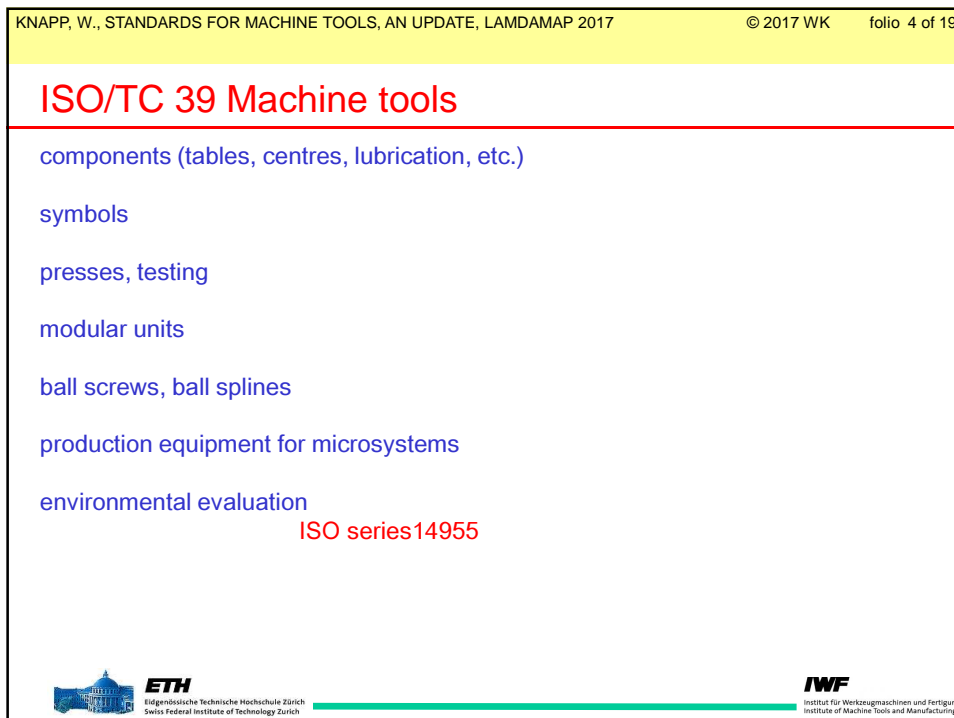 KNAPP, W., STANDARDS FOR MACHINE TOOLS, AN UPDATE, LAMDAMAP 2017 © 2017 WK folio 4 of 19
ISO/TC 39 Machine tools
components (tables, centres, lubrication, etc.)
symbols
presses, testing
modular units
ball screws, ball splines
production equipment for microsystems
environmental evaluation
ISO series14955
ETH
Eidgenössische Technische Hochschule Zürich
Swiss Federal Institute of Technology Zurich
IWF
Institut für Werkzeugmaschinen und Fertigun
Institute of Machine Tools and Manufacturing